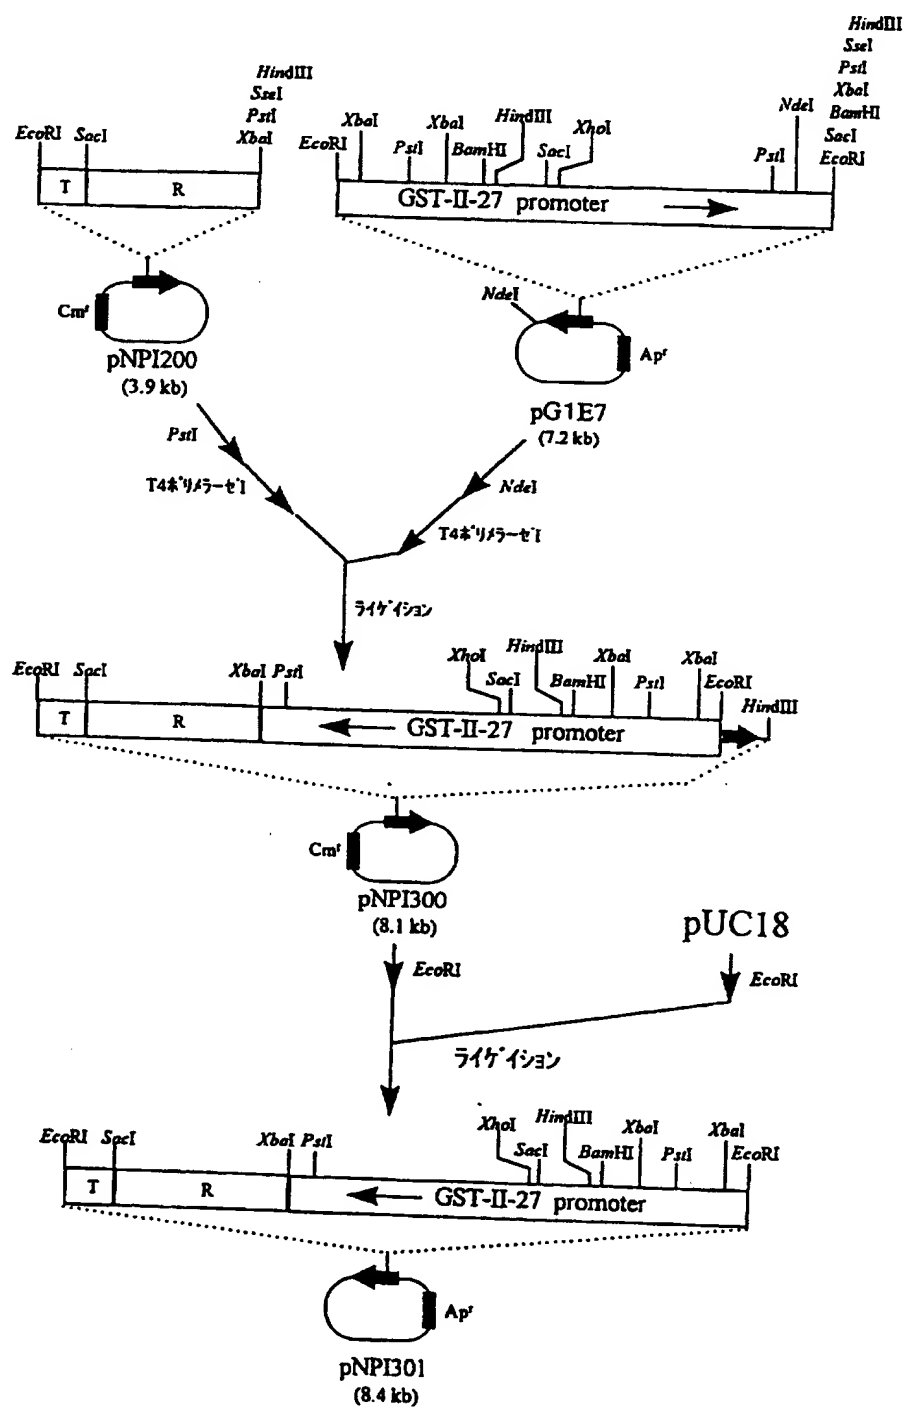 HindIII
SseI
PstI
XbaI
EcoRI SacI
T R
Cmr
pNPI200
(3.9 kb)
HindIII
SseI
PstI
XbaI
BamHI
SacI
EcoRI
EcoRI XbaI PstI XbaI BamHI HindIII SacI XhoI PstI NdeI
GST-II-27 promoter
NdeI
Apr
pG1E7
(7.2 kb)
PstI
T4ポリメラーゼI
NdeI
T4ポリメラーゼI
ライゲイション
EcoRI SacI XbaI PstI XhoI SacI HindIII BamHI XbaI PstI XbaI EcoRI HindIII
T R GST-II-27 promoter
Cmr
pNPI300
(8.1 kb)
pUC18
EcoRI
EcoRI
ライゲイション
EcoRI SacI XbaI PstI XhoI SacI HindIII BamHI XbaI PstI XbaI EcoRI
T R GST-II-27 promoter
Apr
pNPI301
(8.4 kb)